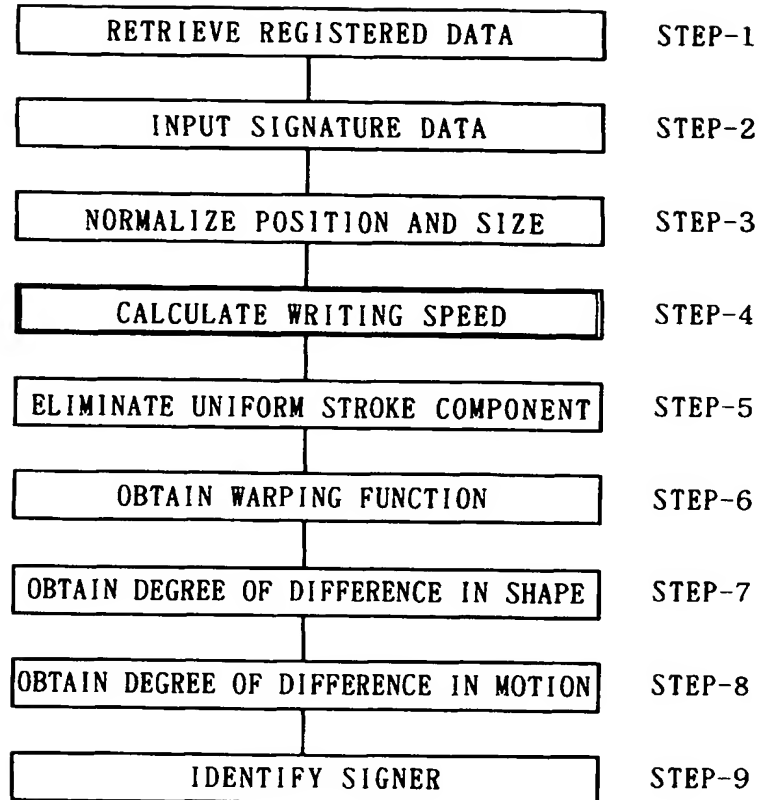 RETRIEVE REGISTERED DATA STEP-1
INPUT SIGNATURE DATA STEP-2
NORMALIZE POSITION AND SIZE STEP-3
CALCULATE WRITING SPEED STEP-4
ELIMINATE UNIFORM STROKE COMPONENT STEP-5
OBTAIN WARPING FUNCTION STEP-6
OBTAIN DEGREE OF DIFFERENCE IN SHAPE STEP-7
OBTAIN DEGREE OF DIFFERENCE IN MOTION STEP-8
IDENTIFY SIGNER STEP-9